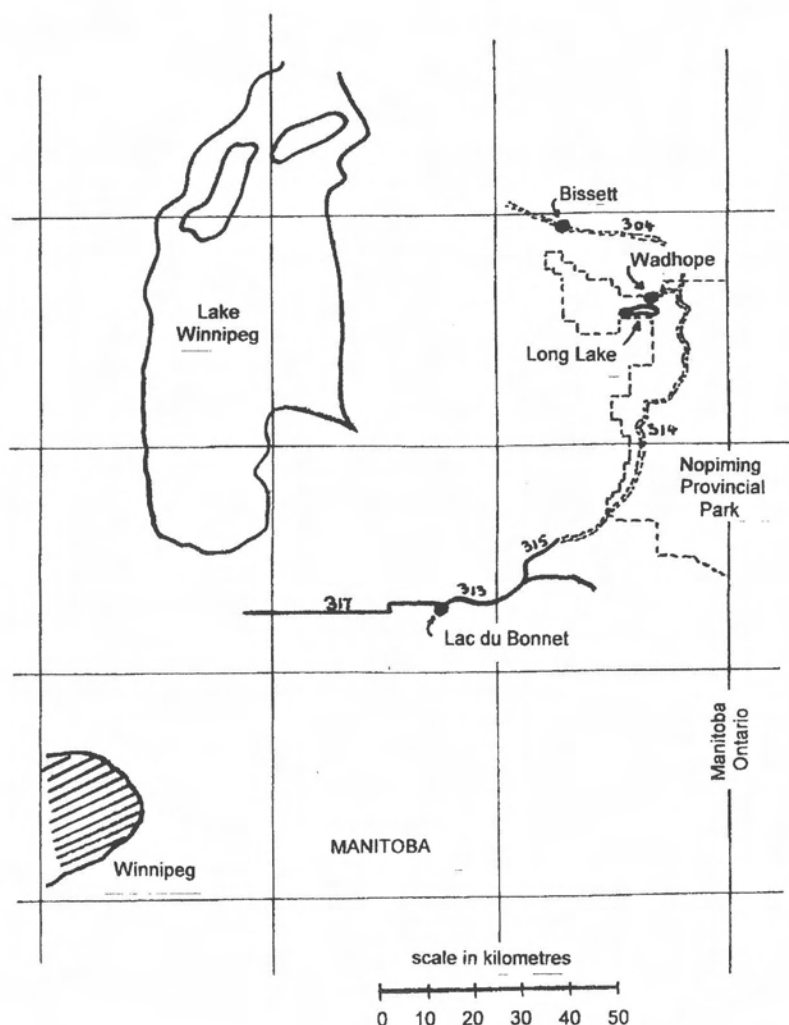 Bissett
304
Wadhope
Lake
Winnipeg
Long Lake
314
Nopiming
Provincial
Park
315
313
317
Lac du Bonnet
Manitoba
Ontario
MANITOBA
Winnipeg
scale in kilometres
0 10 20 30 40 50